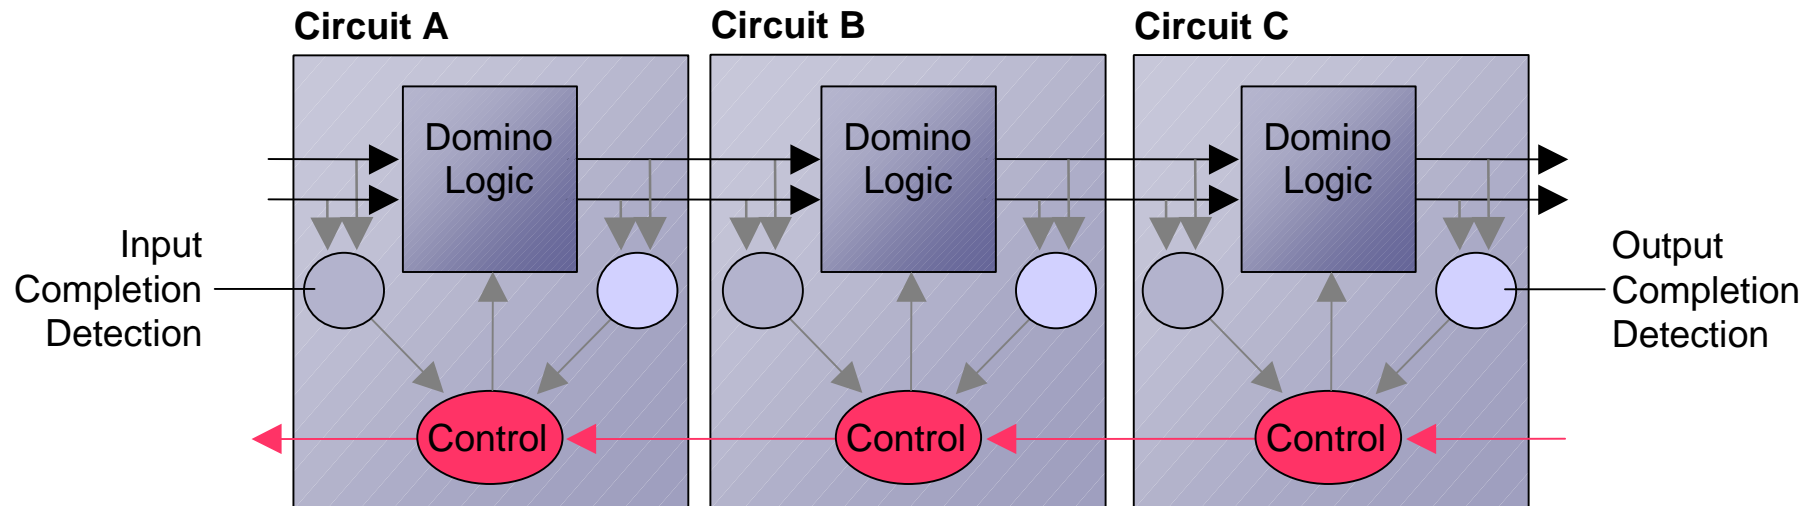 Circuit A
Circuit B
Circuit C
Domino
Logic
Domino
Logic
Domino
Logic
Input
Completion
Detection
Output
Completion
Detection
Control
Control
Control